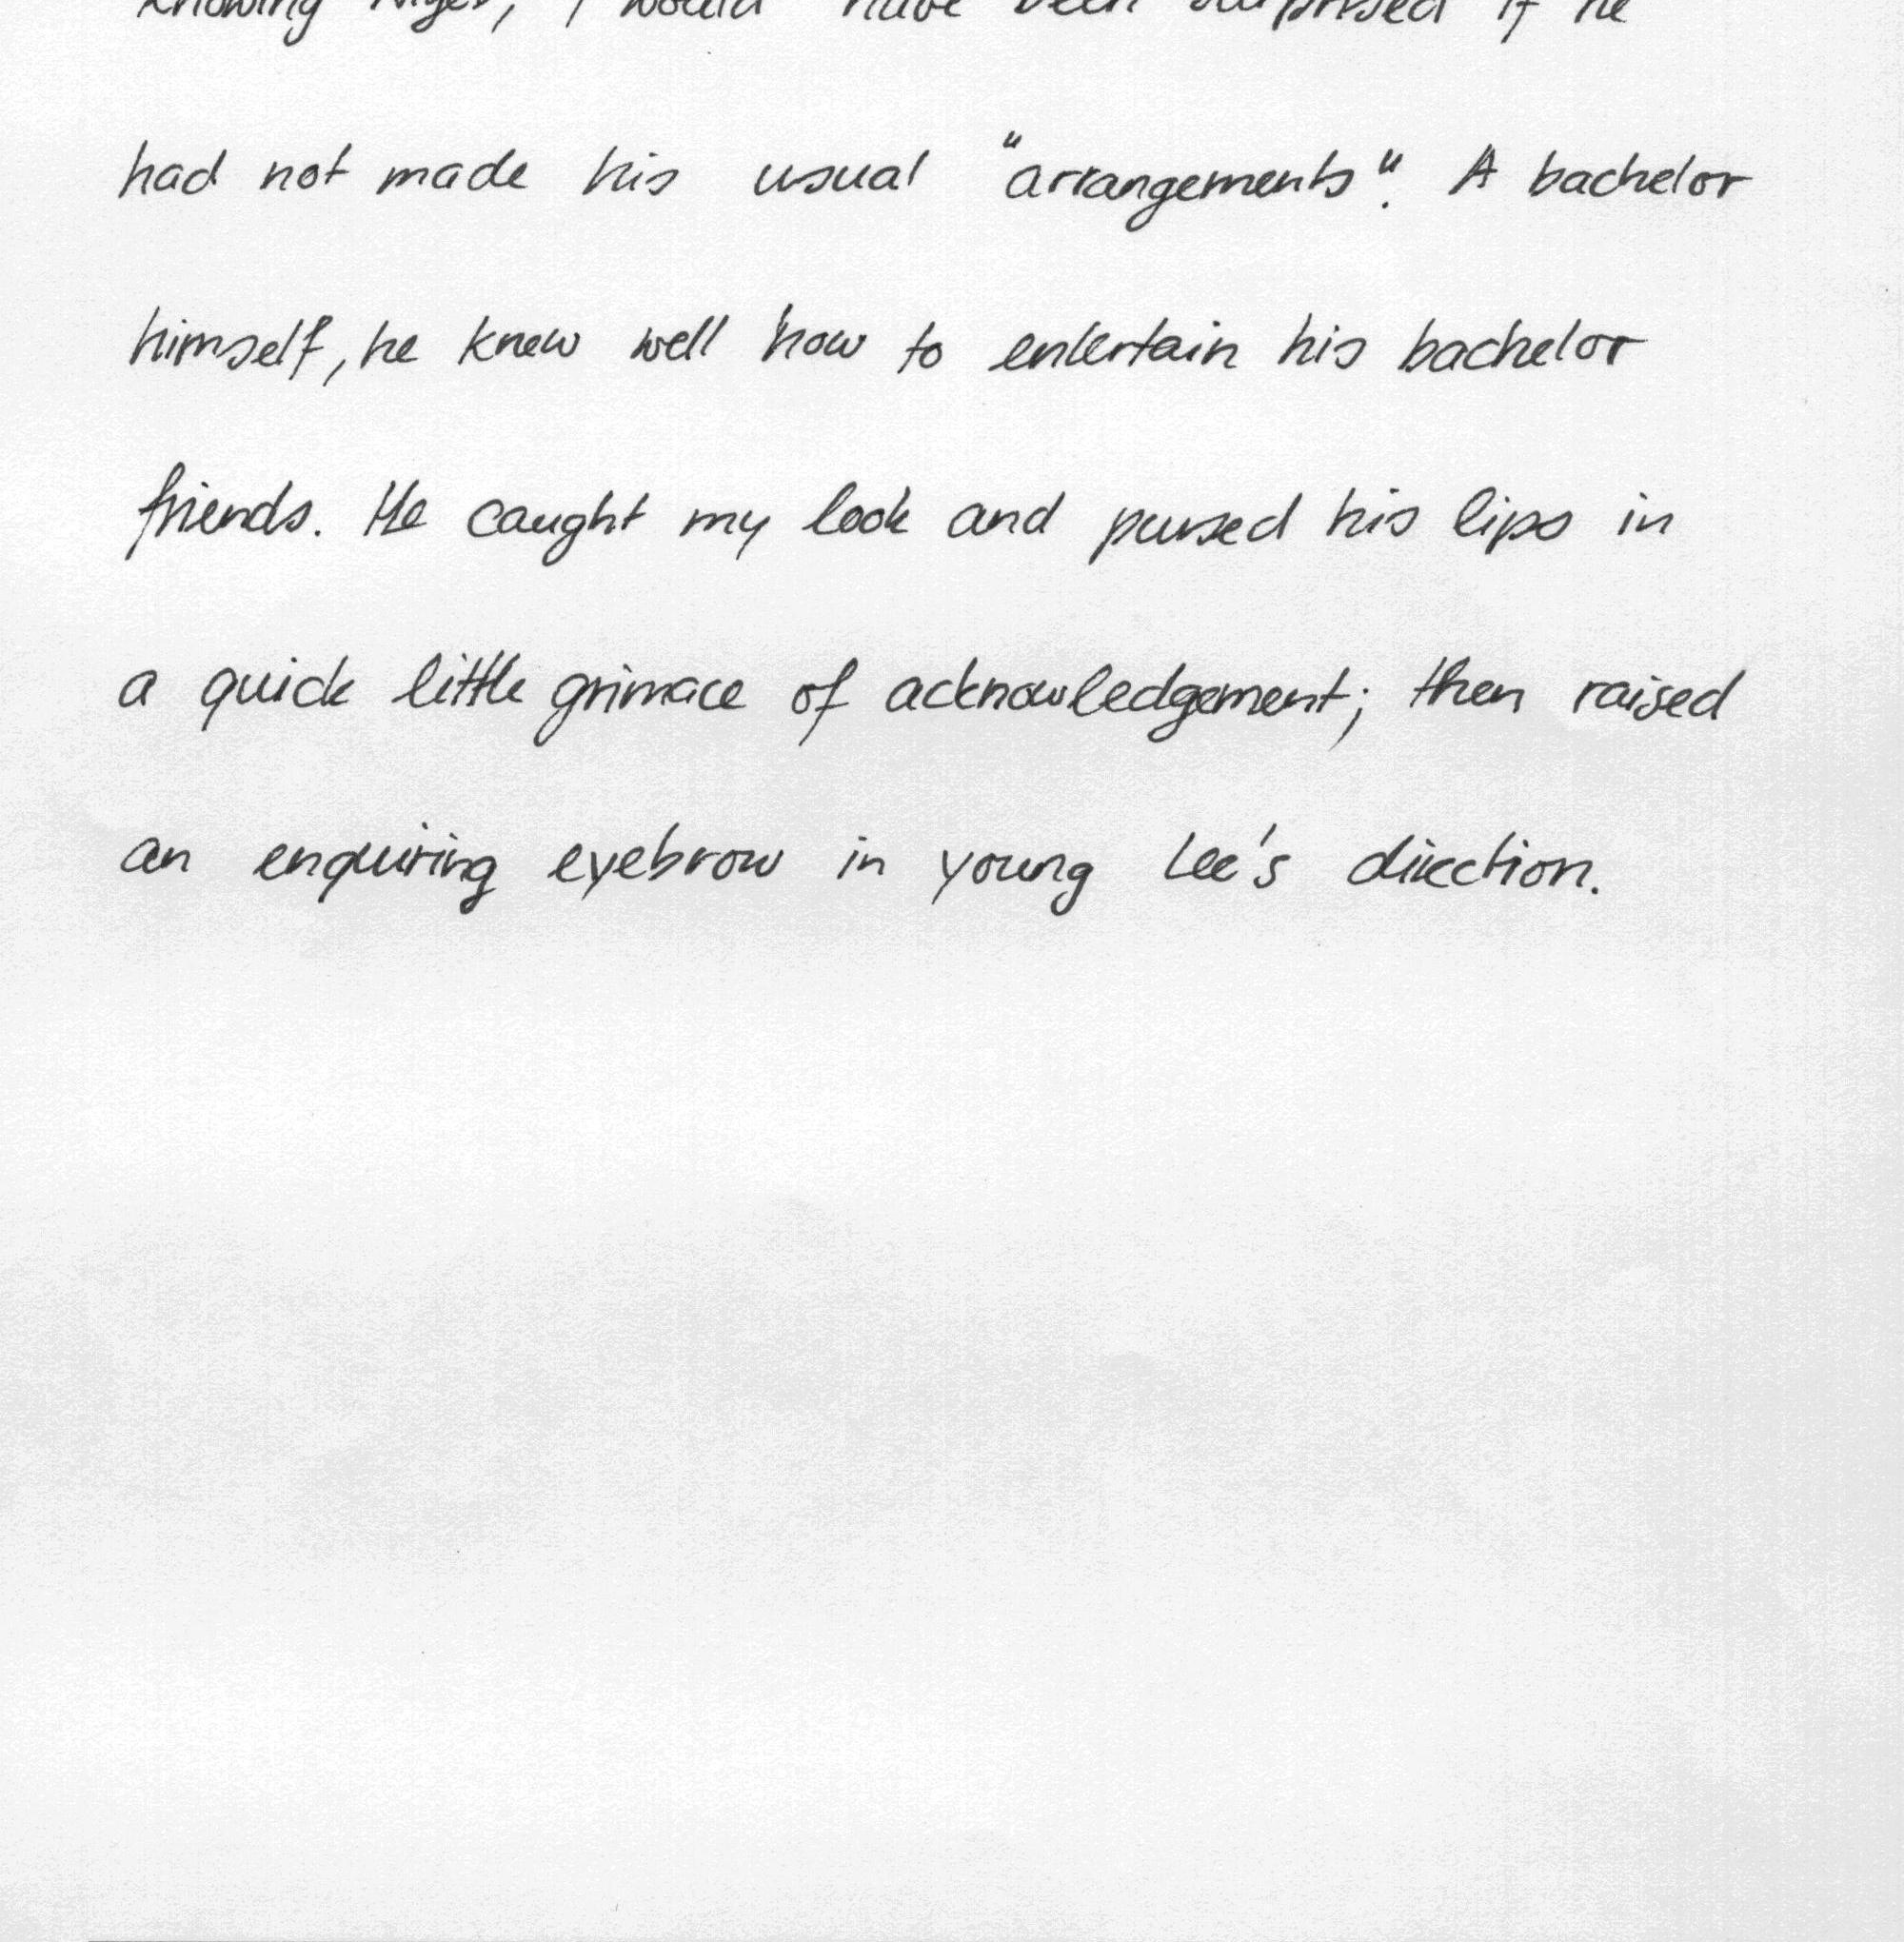 knowing Nigel, I would have been surprised if he
had not made his usual "arrangements". A bachelor
himself, he knew well how to entertain his bachelor
friends. He caught my look and pursed his lips in
a quick little grimace of acknowledgement; then raised
an enquiring eyebrow in young Lee's direction.